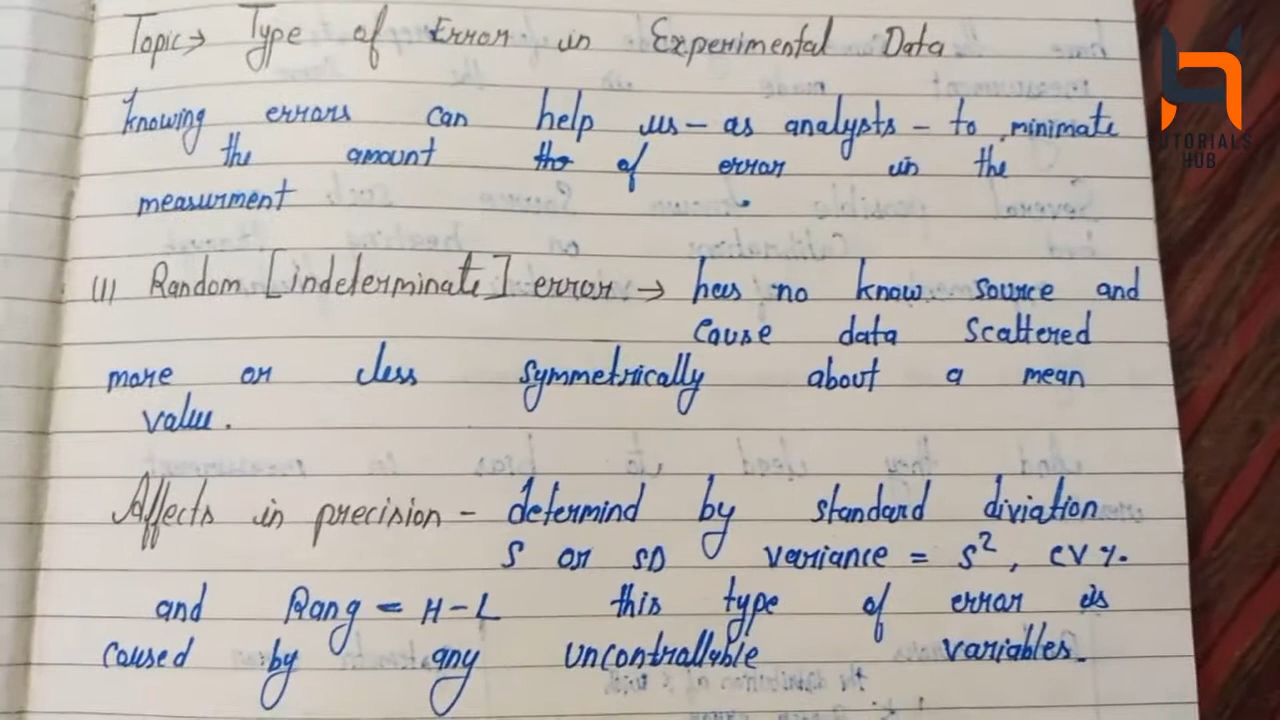 Topic → Type of Error in Experimental Data
knowing errors can help us - as analysts - to minimate
the amount of error in the
measurment
(1) Random [indeterminate] error → has no know source and
cause data scattered
more or less symmetrically about a mean
value.
Affects in precision - determind by standard diviation
S or SD variance = S², CV%
and Rang = H-L this type of error is
caused by any uncontrollable variables.
UTORIALS
HUB